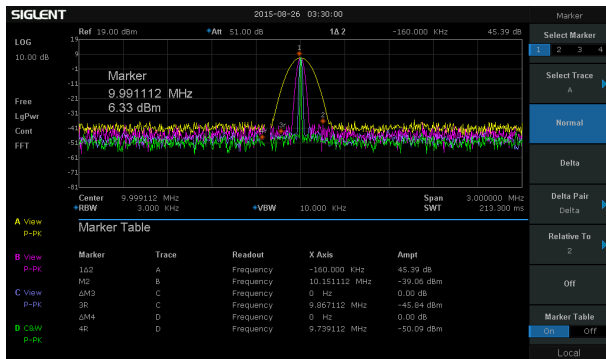 SIGLENT
2015-08-26 03:30:00
Marker
LOG
10.00 dB
Ref 19.00 dBm
*Att 51.00 dB
1Δ2
-160.000 KHz
45.39 dB
19
9
-1
-11
-21
-31
-41
-51
-61
-71
-81
1
2
Marker
9.991112 MHz
6.33 dBm
Free
LgPwr
Cont
FFT
Center 9.999112 MHz
Span 3.000000 MHz
*RBW 3.000 KHz
*VBW 10.000 KHz
SWT 213.300 ms
Marker Table
Marker Trace Readout X Axis Ampt
1Δ2 A Frequency -160.000 KHz 45.39 dB
M2 B Frequency 10.151112 MHz -39.06 dBm
ΔM3 C Frequency 0 Hz 0.00 dB
3R C Frequency 9.867112 MHz -45.84 dBm
ΔM4 D Frequency 0 Hz 0.00 dB
4R D Frequency 9.739112 MHz -50.09 dBm
A View
P-PK
B View
P-PK
C View
P-PK
D C&W
P-PK
Select Marker
1 2 3 4
Select Trace
A
Normal
Delta
Delta Pair
Delta
Relative To
2
Off
Marker Table
On Off
Local